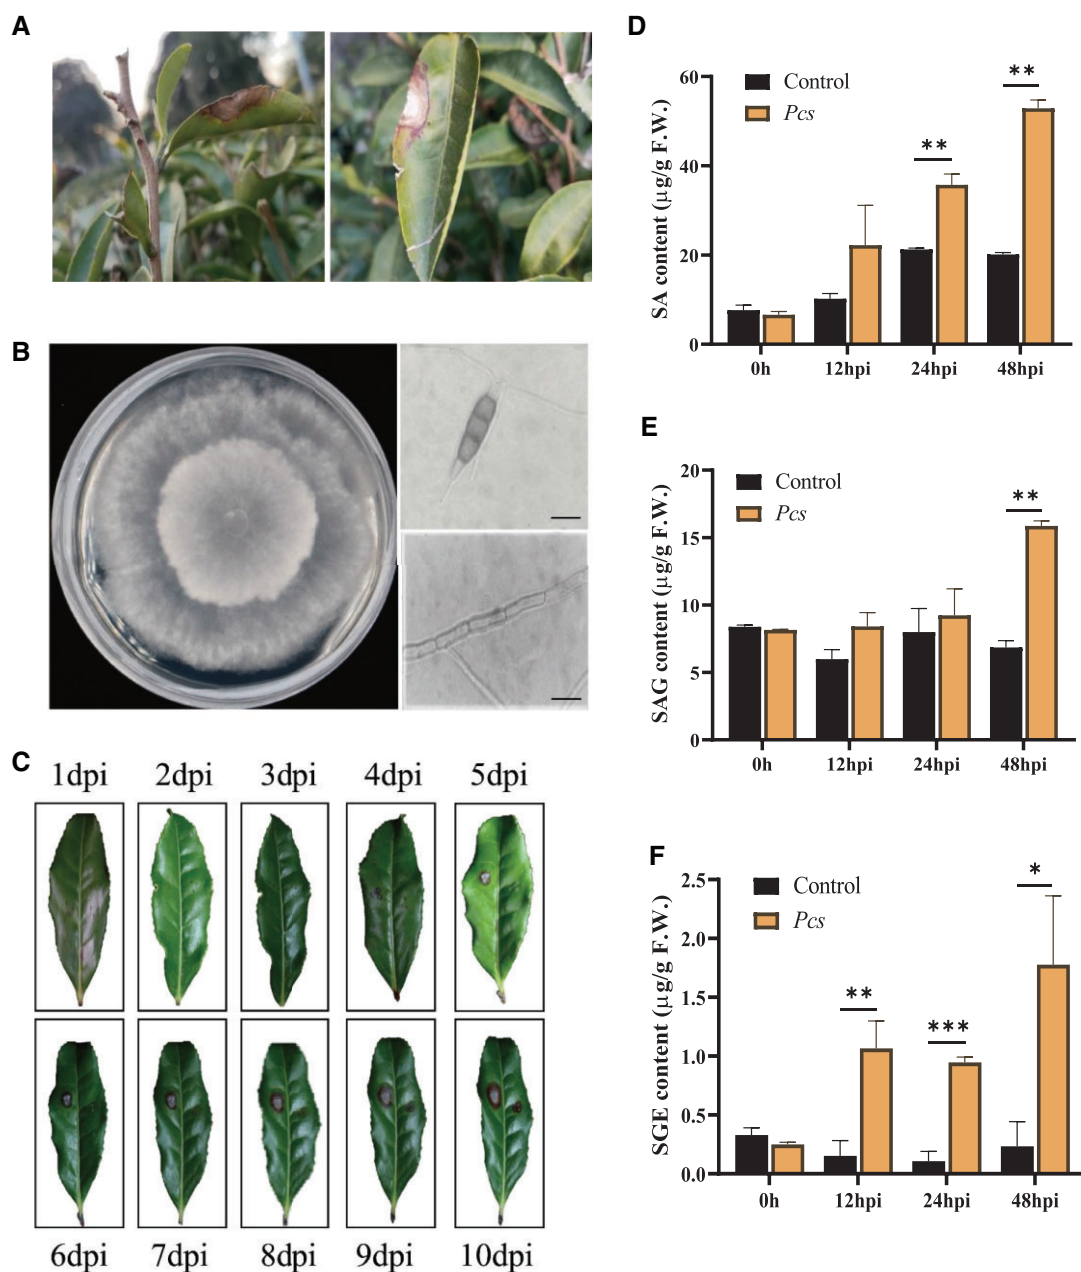 A
B
C
1dpi 2dpi 3dpi 4dpi 5dpi
6dpi 7dpi 8dpi 9dpi 10dpi
D
SA content (μg/g F.W.)
60
40
20
0
Control
Pcs
**
**
0h 12hpi 24hpi 48hpi
E
SAG content (μg/g F.W.)
20
15
10
5
0
Control
Pcs
**
0h 12hpi 24hpi 48hpi
F
SGE content (μg/g F.W.)
2.5
2.0
1.5
1.0
0.5
0.0
Control
Pcs
**
***
*
0h 12hpi 24hpi 48hpi